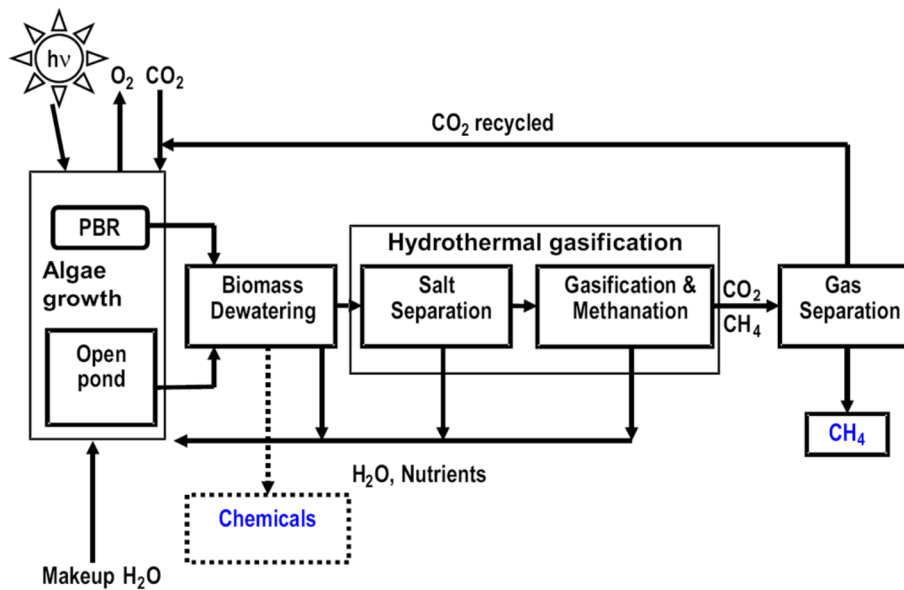 hν
O₂ CO₂
CO₂ recycled
PBR
Algae
growth
Open
pond
Biomass
Dewatering
Hydrothermal gasification
Salt
Separation
Gasification &
Methanation
CO₂
CH₄
Gas
Separation
CH₄
H₂O, Nutrients
Chemicals
Makeup H₂O